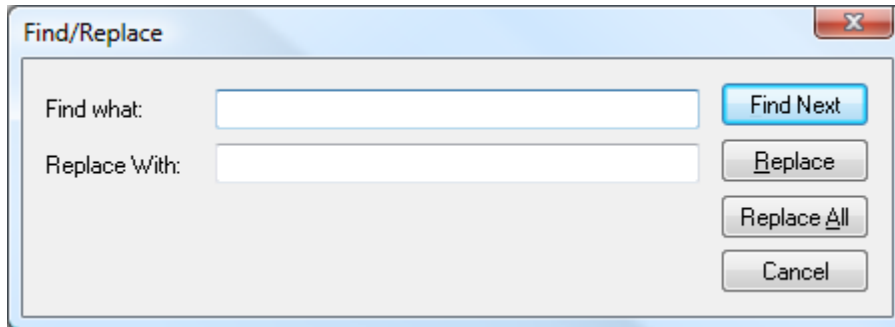 Find/Replace
Find what:
Find Next
Replace With:
Replace
Replace All
Cancel